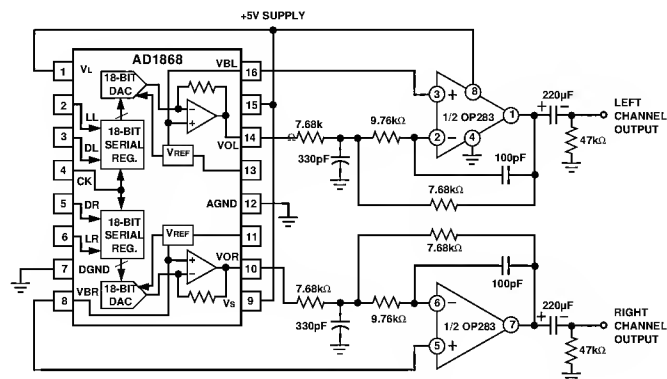 +5V SUPPLY
AD1868
1
VL
18-BIT
DAC
VBL
16
2
LL
15
3
DL
18-BIT
SERIAL
REG.
VOL
14
4
CK
VREF
13
5
DR
AGND
12
6
LR
18-BIT
SERIAL
REG.
VREF
11
7
DGND
VOR
10
8
VBR
18-BIT
DAC
VS
9
7.68k
Ω
330pF
9.76kΩ
3
+
8
1/2 OP283
1
2
−
4
100pF
7.68kΩ
220µF
+
−
47kΩ
LEFT
CHANNEL
OUTPUT
7.68kΩ
7.68kΩ
330pF
9.76kΩ
100pF
6
−
1/2 OP283
7
5
+
220µF
+
−
47kΩ
RIGHT
CHANNEL
OUTPUT
−
+
+
−